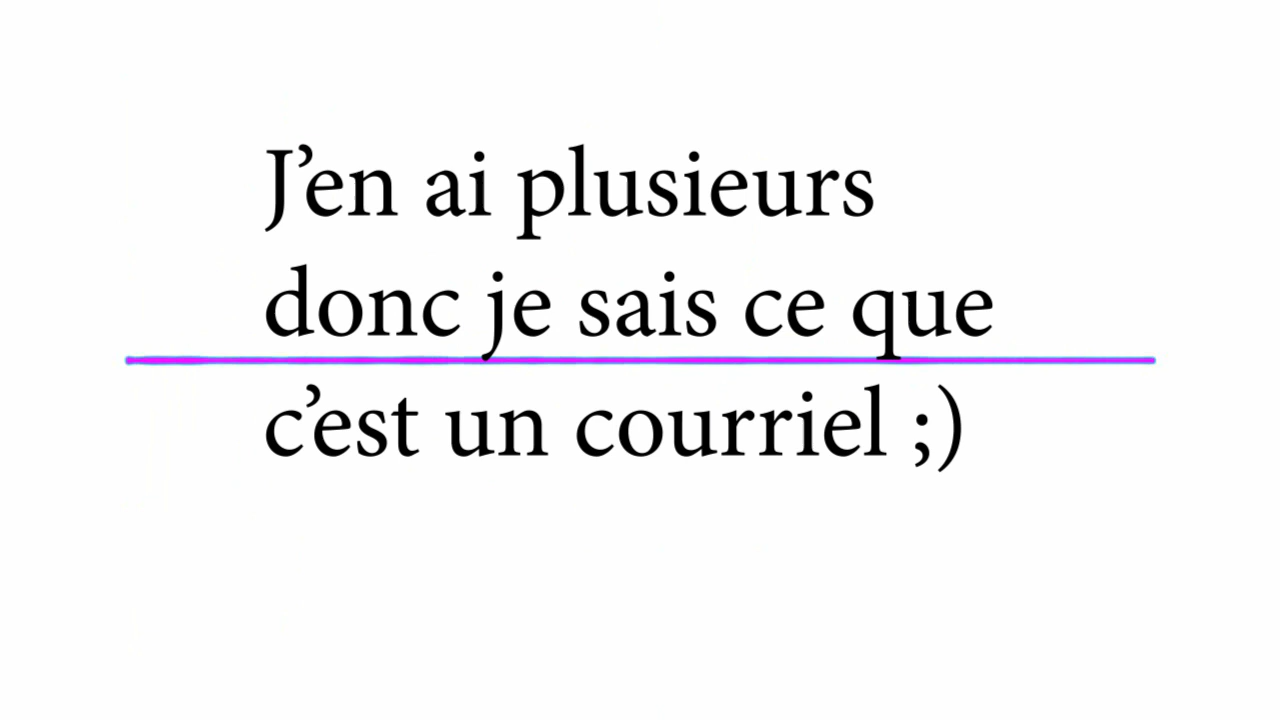 J’en ai plusieurs
donc je sais ce que
c’est un courriel ;)